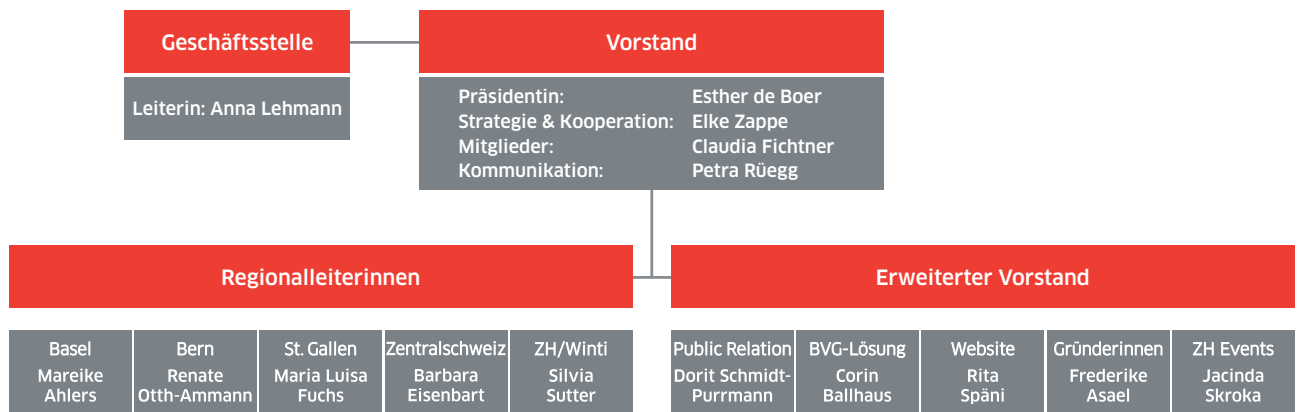 Geschäftsstelle
Leiterin: Anna Lehmann
Vorstand
Präsidentin: Esther de Boer
Strategie & Kooperation: Elke Zappe
Mitglieder: Claudia Fichtner
Kommunikation: Petra Rüegg
Regionalleiterinnen
Basel
Mareike
Ahlers
Bern
Renate
Otth-Ammann
St. Gallen
Maria Luisa
Fuchs
Zentralschweiz
Barbara
Eisenbart
ZH/Winti
Silvia
Sutter
Erweiterter Vorstand
Public Relation
Dorit Schmidt-
Purrmann
BVG-Lösung
Corin
Ballhaus
Website
Rita
Späni
Gründerinnen
Frederike
Asael
ZH Events
Jacinda
Skroka